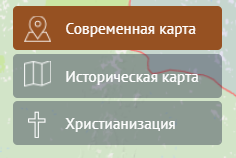 Современная карта
Историческая карта
Христианизация